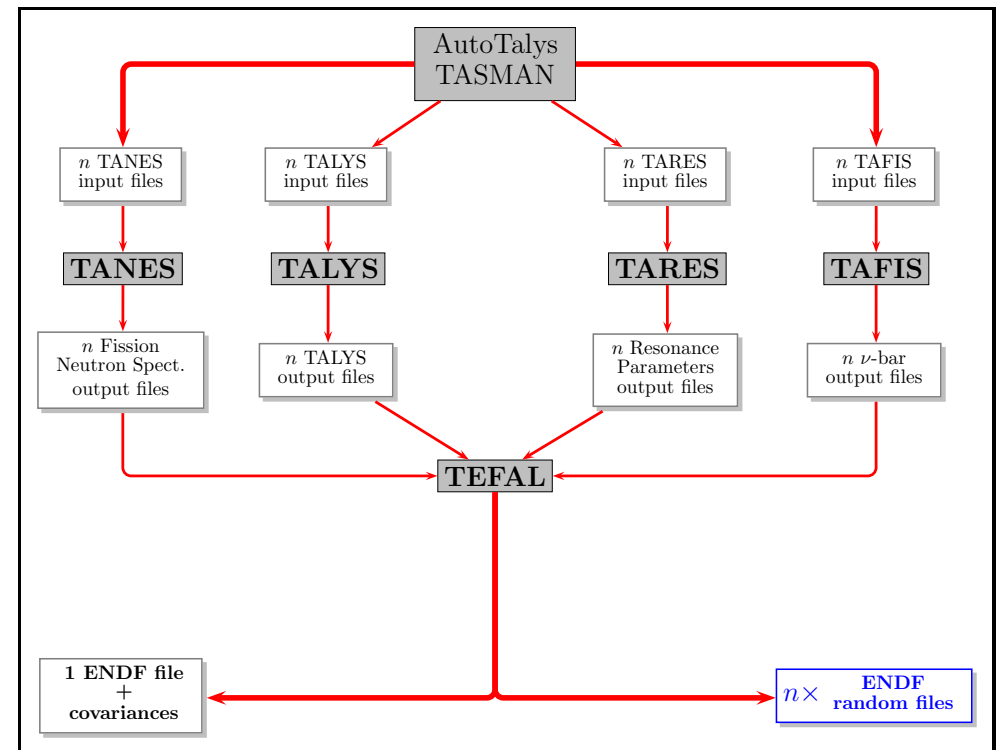 AutoTalys
TASMAN
n TANES
input files
n TALYS
input files
n TARES
input files
n TAFIS
input files
TANES
TALYS
TARES
TAFIS
n Fission
Neutron Spect.
output files
n TALYS
output files
n Resonance
Parameters
output files
n ν-bar
output files
TEFAL
1 ENDF file
+
covariances
n× ENDF
random files